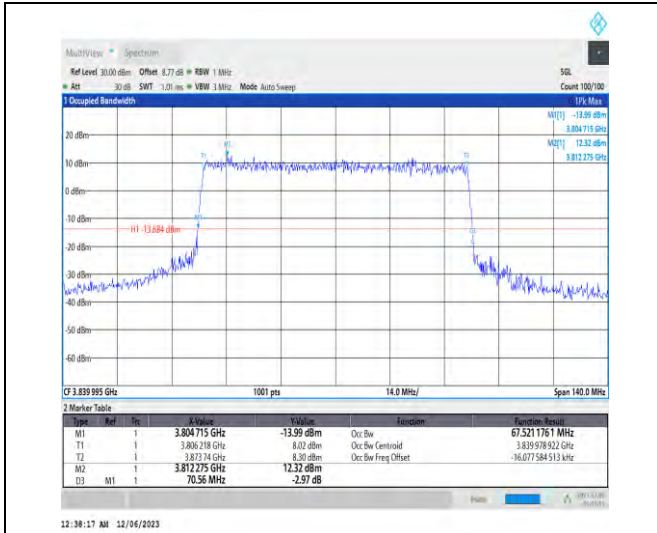 MultiView Spectrum
Ref Level 30.00 dBm Offset 8.77 dB RBW 1 MHz SGL
Att 30 dB SWT 1.01 ms VBW 3 MHz Mode Auto Sweep Count 100/100
1 Occupied Bandwidth 1Pk Max
M1[1] -13.99 dBm
3.804 715 GHz
20 dBm
M2[1] 12.32 dBm
3.812 275 GHz
M2
T1
10 dBm
0 dBm
-10 dBm
M1
H1 -13.684 dBm
-20 dBm
-30 dBm
-40 dBm
-50 dBm
-60 dBm
CF 3.839 995 GHz 1001 pts 14.0 MHz/ Span 140.0 MHz
2 Marker Table
Type Ref Trc X-Value Y-Value Function Function Result
M1 1 3.804 715 GHz -13.99 dBm Occ Bw 67.521 176 1 MHz
T1 1 3.806 218 GHz 8.02 dBm Occ Bw Centroid 3.839 978 922 GHz
T2 1 3.873 74 GHz 8.30 dBm Occ Bw Freq Offset -16.077 584 513 kHz
M2 1 3.812 275 GHz 12.32 dBm
D3 M1 1 70.56 MHz -2.97 dB
12:38:17 AM 12/06/2023